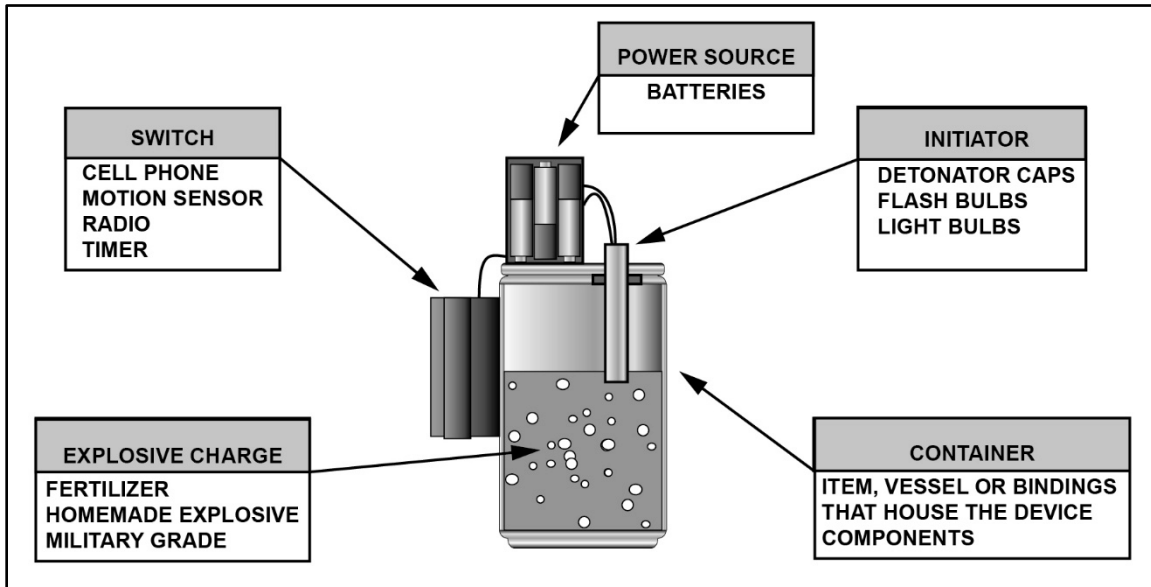 POWER SOURCE
BATTERIES
SWITCH
CELL PHONE
MOTION SENSOR
RADIO
TIMER
INITIATOR
DETONATOR CAPS
FLASH BULBS
LIGHT BULBS
EXPLOSIVE CHARGE
FERTILIZER
HOMEMADE EXPLOSIVE
MILITARY GRADE
CONTAINER
ITEM, VESSEL OR BINDINGS
THAT HOUSE THE DEVICE
COMPONENTS